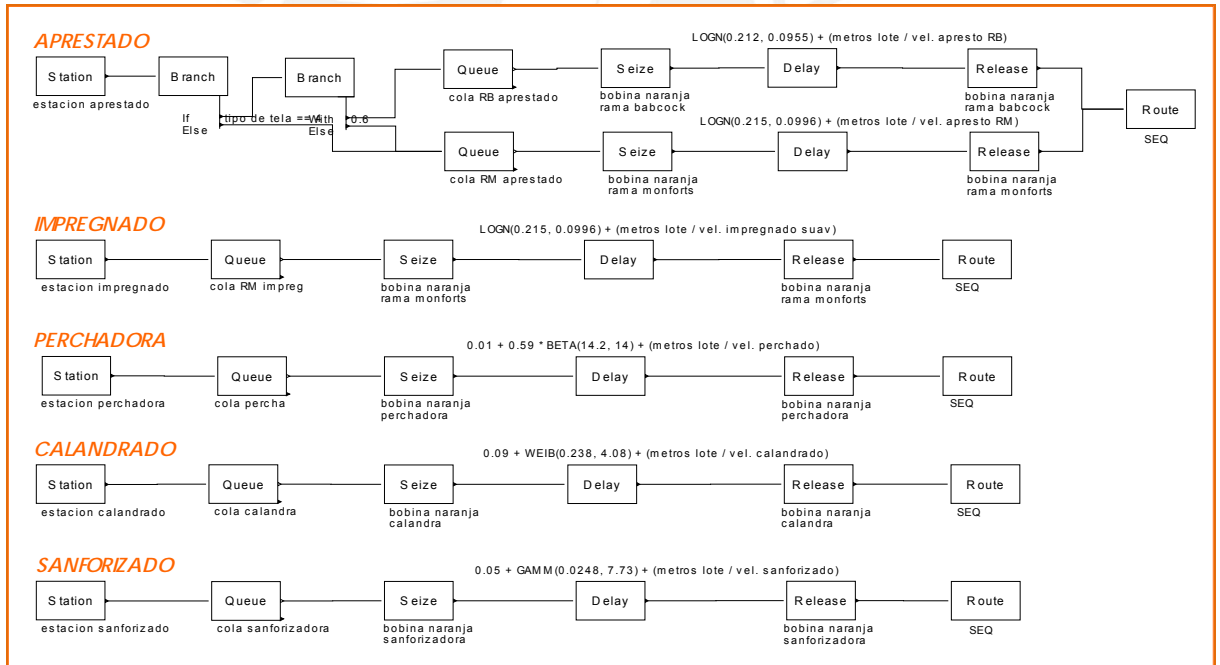 APRESTADO
LOGN(0.212, 0.0955) + (metros lote / vel. apresto RB)
Station
Branch
Branch
Queue
Seize
Delay
Release
estacion aprestado
cola RB aprestado
bobina naranja
rama babcock
bobina naranja
rama babcock
If
tipo de tela == 4
Else
With
0.6
Else
LOGN(0.215, 0.0996) + (metros lote / vel. apresto RM)
Route
SEQ
Queue
Seize
Delay
Release
cola RM aprestado
bobina naranja
rama monforts
bobina naranja
rama monforts
IMPREGNADO
LOGN(0.215, 0.0996) + (metros lote / vel. impregnado suav)
Station
Queue
Seize
Delay
Release
Route
estacion impregnado
cola RM impreg
bobina naranja
rama monforts
bobina naranja
rama monforts
SEQ
PERCHADORA
0.01 + 0.59 * BETA(14.2, 14) + (metros lote / vel. perchado)
Station
Queue
Seize
Delay
Release
Route
estacion perchadora
cola percha
bobina naranja
perchadora
bobina naranja
perchadora
SEQ
CALANDRADO
0.09 + WEIB(0.238, 4.08) + (metros lote / vel. calandrado)
Station
Queue
Seize
Delay
Release
Route
estacion calandrado
cola calandra
bobina naranja
calandra
bobina naranja
calandra
SEQ
SANFORIZADO
0.05 + GAMM(0.0248, 7.73) + (metros lote / vel. sanforizado)
Station
Queue
Seize
Delay
Release
Route
estacion sanforizado
cola sanforizadora
bobina naranja
sanforizadora
bobina naranja
sanforizadora
SEQ